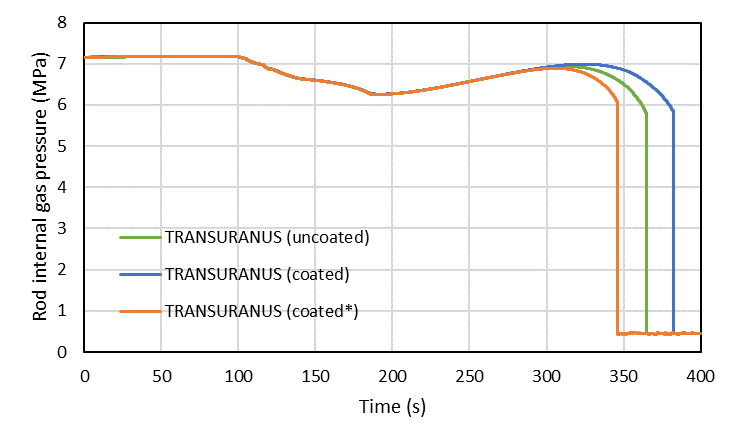 Rod internal gas pressure (MPa)
8
7
6
5
4
3
2
1
0
TRANSURANUS (uncoated)
TRANSURANUS (coated)
TRANSURANUS (coated*)
0 50 100 150 200 250 300 350 400
Time (s)